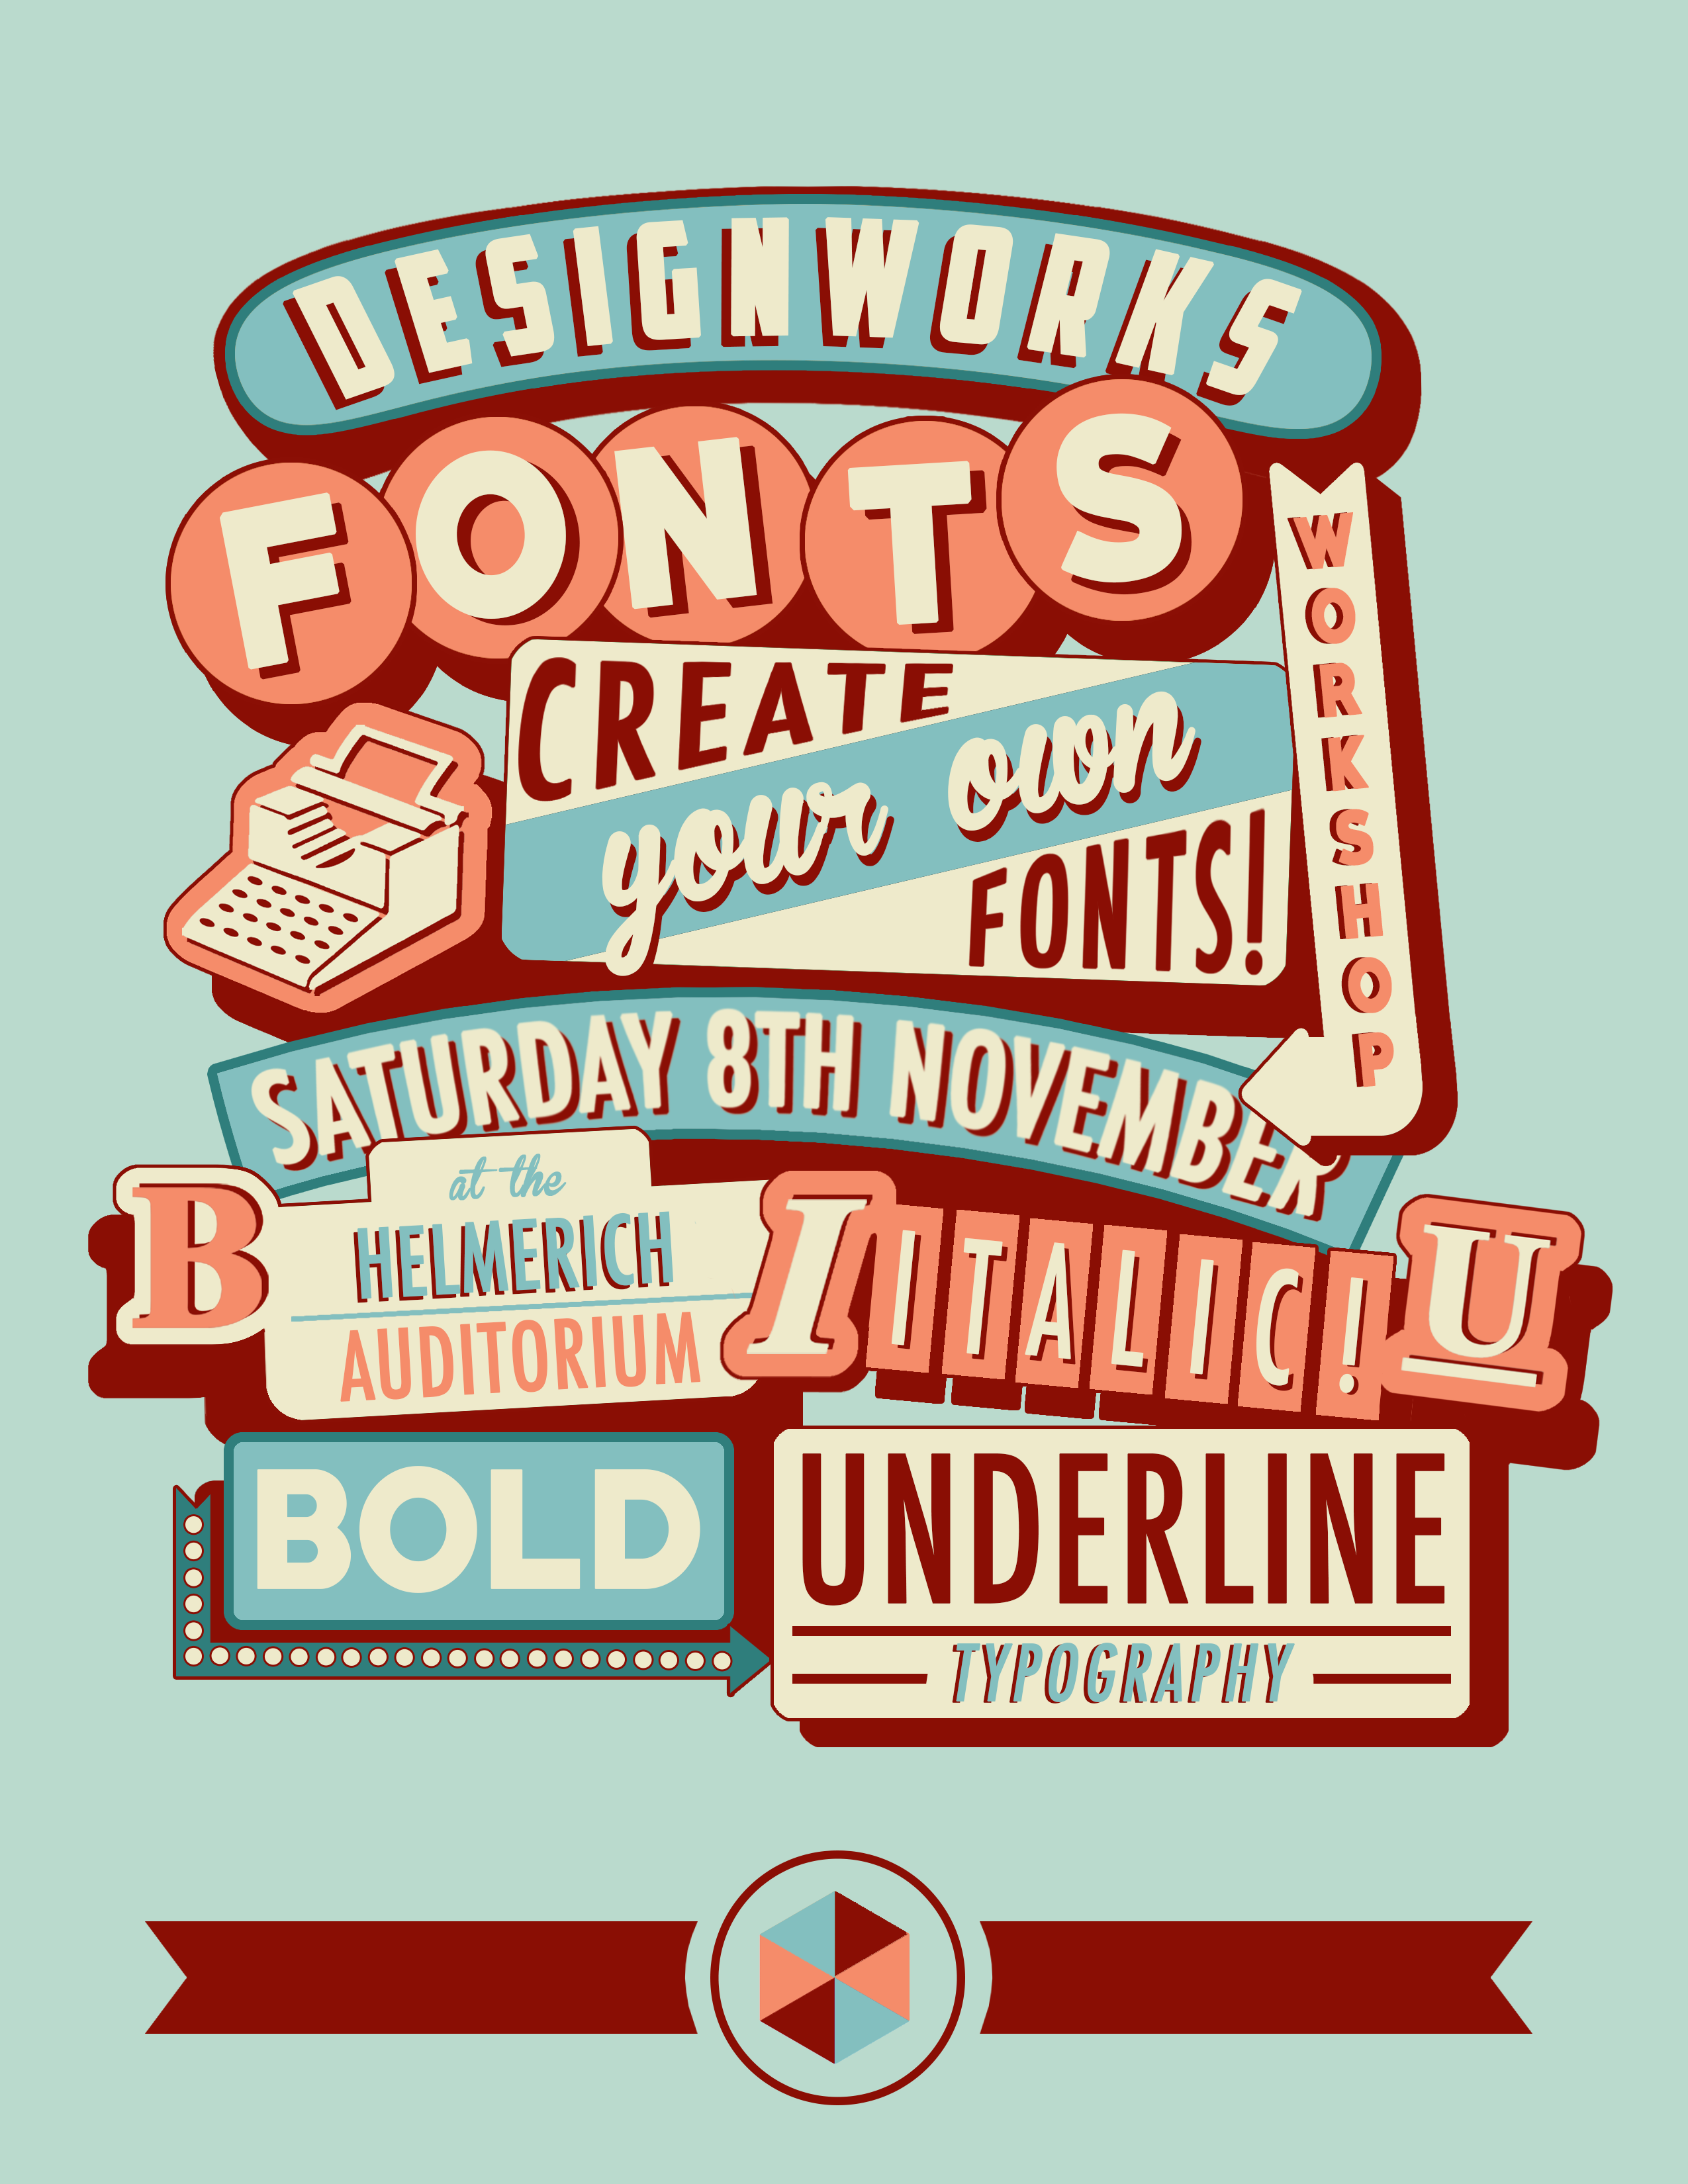 DESIGNWORKS
FONTS
WORKSHOP
CREATE
your own
FONTS!
SATURDAY 8TH NOVEMBER
at the
HELMERICH
AUDITORIUM
B
I
ITALIC!
U
BOLD
UNDERLINE
TYPOGRAPHY